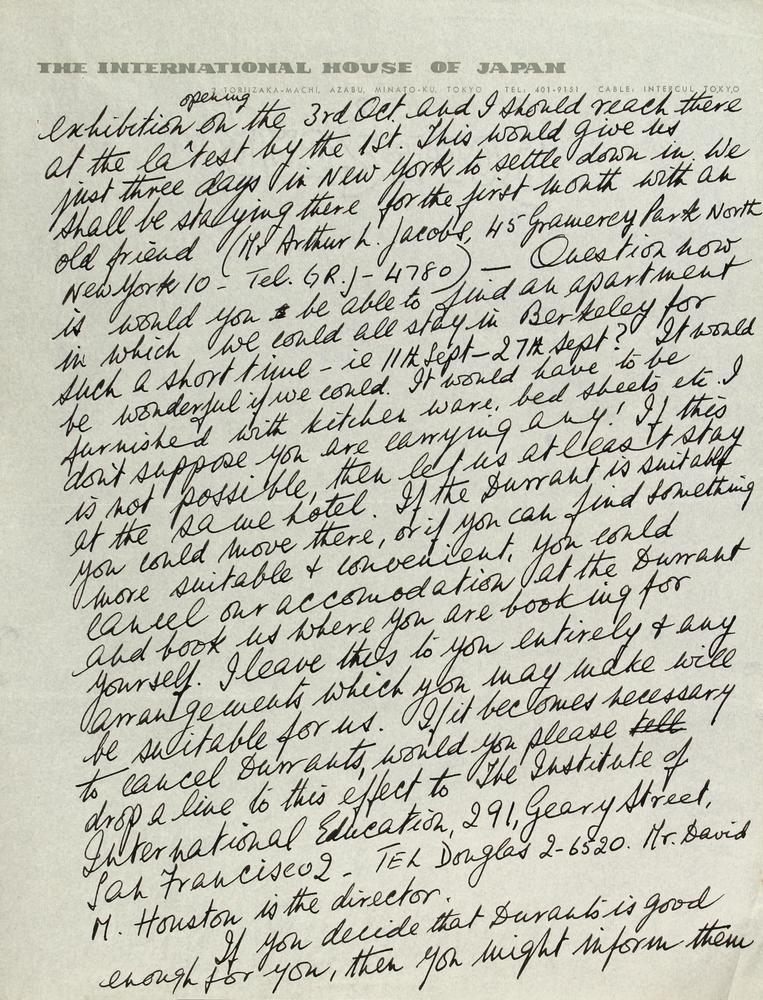 THE INTERNATIONAL HOUSE OF JAPAN
2 TORIIZAKA-MACHI, AZABU, MINATO-KU, TOKYO TEL: 401-9151 CABLE: INTERCUL TOKYO
opening
exhibition on the 3rd Oct. and I should reach there
at the latest by the 1st. This would give us
just three days in New York to settle down in. We
shall be staying there for the first month with an
old friend (Mr Arthur L. Jacobs, 45 Gramercy Park North
New York 10 - Tel. GR.J - 4780) — Question now
is would you be able to find an apartment
in which we could all stay in Berkeley for
such a short time - ie 11th Sept - 27th Sept? It would
be wonderful if we could. It would have to be
furnished with kitchen ware, bed sheets etc. I
don't suppose you are carrying any! If this
is not possible, then let us at least stay
at the same hotel. If the Durrant is suitable
you could move there, or if you can find something
more suitable & convenient, you could
cancel our accomodation at the Durrant
and book us where you are booking for
yourself. I leave this to you entirely & any
arrangements which you may make will
be suitable for us. If it becomes necessary
to cancel Durrants, would you please tell
drop a line to this effect to The Institute of
International Education, 291, Geary Street,
San Francisco 2 - TEL Douglas 2-6520. Mr. David
M. Houston is the director.
If you decide that Durants is good
enough for you, then you might inform them